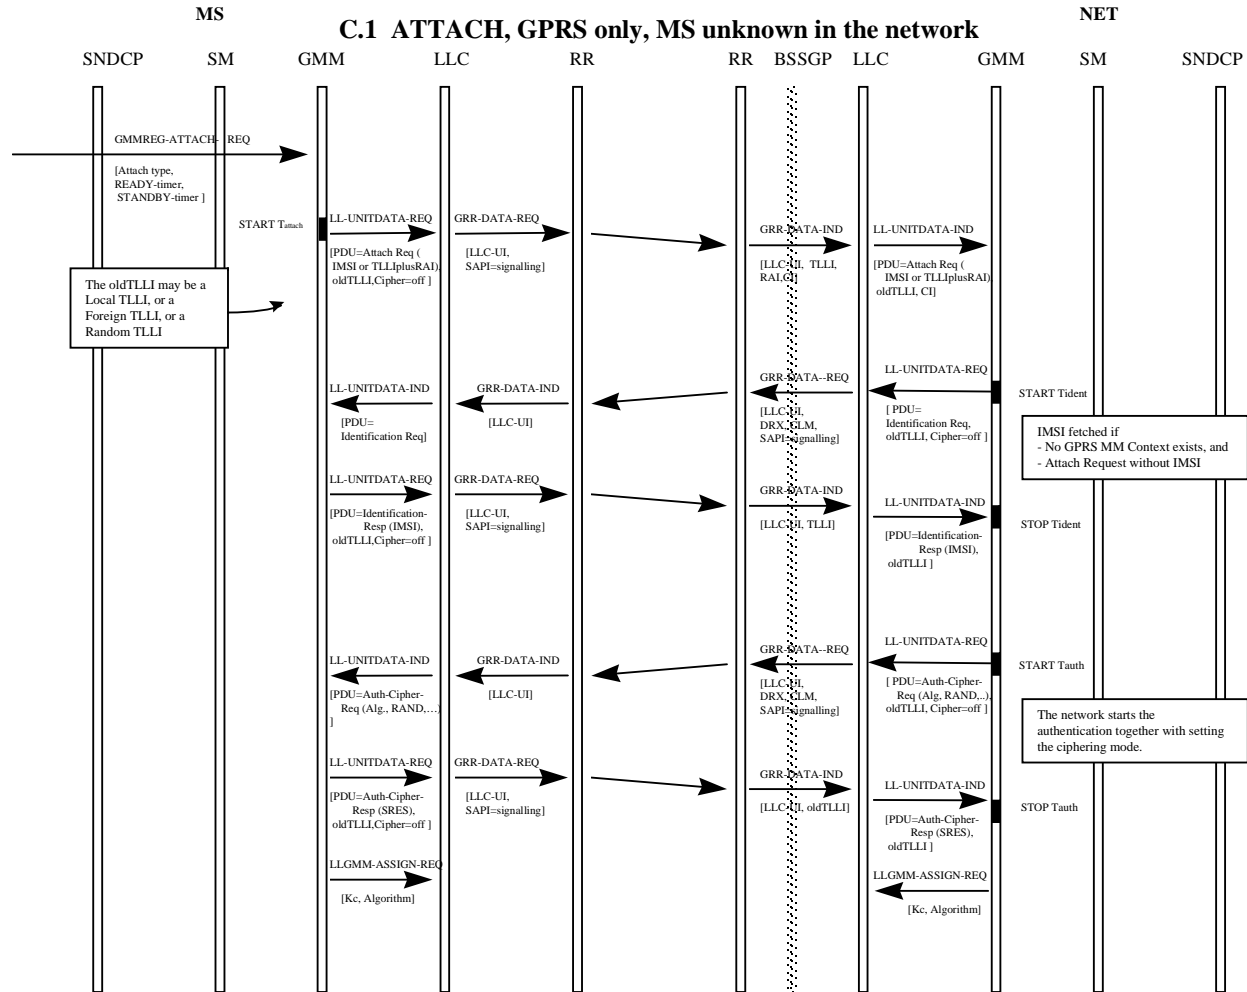 MS
NET
C.1 ATTACH, GPRS only, MS unknown in the network
SNDCP SM GMM LLC RR RR BSSGP LLC GMM SM SNDCP
GMMREG-ATTACH- REQ
[Attach type,
READY-timer,
STANDBY-timer ]
START Tattach
LL-UNITDATA-REQ
[PDU=Attach Req (
IMSI or TLLIplusRAI),
oldTLLI,Cipher=off ]
GRR-DATA-REQ
[LLC-UI,
SAPI=signalling]
GRR-DATA-IND
[LLC-UI, TLLI,
RAI,CI]
LL-UNITDATA-IND
[PDU=Attach Req (
IMSI or TLLIplusRAI),
oldTLLI, CI]
The oldTLLI may be a
Local TLLI, or a
Foreign TLLI, or a
Random TLLI
LL-UNITDATA-IND
[PDU=
Identification Req]
GRR-DATA-IND
[LLC-UI]
GRR-DATA--REQ
[LLC-UI,
DRX, CLM,
SAPI=signalling]
LL-UNITDATA-REQ
[ PDU=
Identification Req,
oldTLLI, Cipher=off ]
START Tident
IMSI fetched if
- No GPRS MM Context exists, and
- Attach Request without IMSI
LL-UNITDATA-REQ
[PDU=Identification-
Resp (IMSI),
oldTLLI,Cipher=off ]
GRR-DATA-REQ
[LLC-UI,
SAPI=signalling]
GRR-DATA-IND
[LLC-UI, TLLI]
LL-UNITDATA-IND
[PDU=Identification-
Resp (IMSI),
oldTLLI ]
STOP Tident
LL-UNITDATA-IND
[PDU=Auth-Cipher-
Req (Alg., RAND,…)
]
GRR-DATA-IND
[LLC-UI]
GRR-DATA--REQ
[LLC-UI,
DRX, CLM,
SAPI=signalling]
LL-UNITDATA-REQ
[ PDU=Auth-Cipher-
Req (Alg, RAND,..),
oldTLLI, Cipher=off ]
START Tauth
The network starts the
authentication together with setting
the ciphering mode.
LL-UNITDATA-REQ
[PDU=Auth-Cipher-
Resp (SRES),
oldTLLI,Cipher=off ]
GRR-DATA-REQ
[LLC-UI,
SAPI=signalling]
GRR-DATA-IND
[LLC-UI, oldTLLI]
LL-UNITDATA-IND
[PDU=Auth-Cipher-
Resp (SRES),
oldTLLI ]
STOP Tauth
LLGMM-ASSIGN-REQ
[Kc, Algorithm]
LLGMM-ASSIGN-REQ
[Kc, Algorithm]